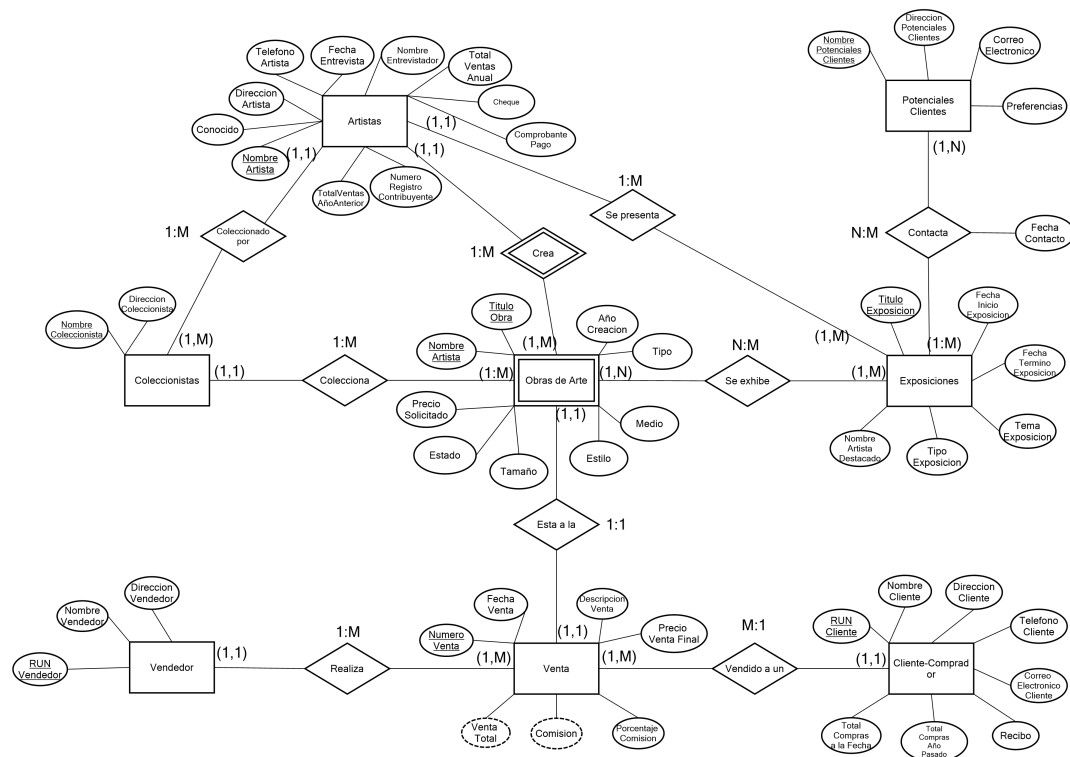 Telefono
Artista
Fecha
Entrevista
Nombre
Entrevistador
Total
Ventas
Anual
Direccion
Artista
Cheque
Conocido
Artistas
Comprobante
Pago
Nombre
Artista
TotalVentas
AñoAnterior
Numero
Registro
Contribuyente
(1,1)
(1,1)
(1,1)
Nombre
Potenciales
Clientes
Direccion
Potenciales
Clientes
Correo
Electronico
Preferencias
Potenciales
Clientes
(1,N)
1:M
Se presenta
N:M
Contacta
Fecha
Contacto
1:M
Coleccionado
por
1:M
Crea
Nombre
Coleccionista
Direccion
Coleccionista
(1,M)
Coleccionistas
(1,1)
1:M
Colecciona
Titulo
Obra
Año
Creacion
Nombre
Artista
(1,M)
Tipo
(1:M)
Obras de Arte
(1,N)
(1,1)
Precio
Solicitado
Medio
Estado
Tamaño
Estilo
N:M
Se exhibe
Titulo
Exposicion
Fecha
Inicio
Exposicion
(1,M)
(1:M)
Fecha
Termino
Exposicion
(1,M)
Exposiciones
Nombre
Artista
Destacado
Tipo
Exposicion
Tema
Exposicion
Esta a la
1:1
Direccion
Vendedor
Nombre
Vendedor
RUN
Vendedor
Vendedor
(1,1)
1:M
Realiza
Fecha
Venta
Descripcion
Venta
Numero
Venta
(1,1)
Precio
Venta Final
(1,M)
Venta
(1,M)
Venta
Total
Comision
Porcentaje
Comision
M:1
Vendido a un
Nombre
Cliente
Direccion
Cliente
RUN
Cliente
Telefono
Cliente
(1,1)
Cliente-Comprad
or
Correo
Electronico
Cliente
Total
Compras
a la Fecha
Total
Compras
Año
Pasado
Recibo